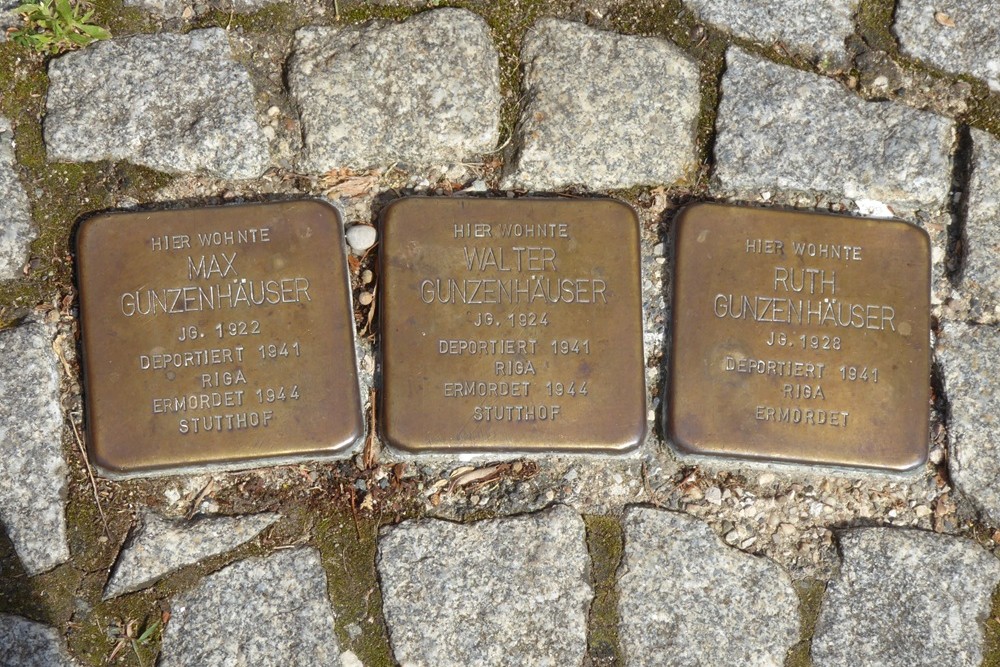 HIER WOHNTE
MAX
GUNZENHÄUSER
JG. 1922
DEPORTIERT 1941
RIGA
ERMORDET 1944
STUTTHOF
HIER WOHNTE
WALTER
GUNZENHÄUSER
JG. 1924
DEPORTIERT 1941
RIGA
ERMORDET 1944
STUTTHOF
HIER WOHNTE
RUTH
GUNZENHÄUSER
JG. 1928
DEPORTIERT 1941
RIGA
ERMORDET